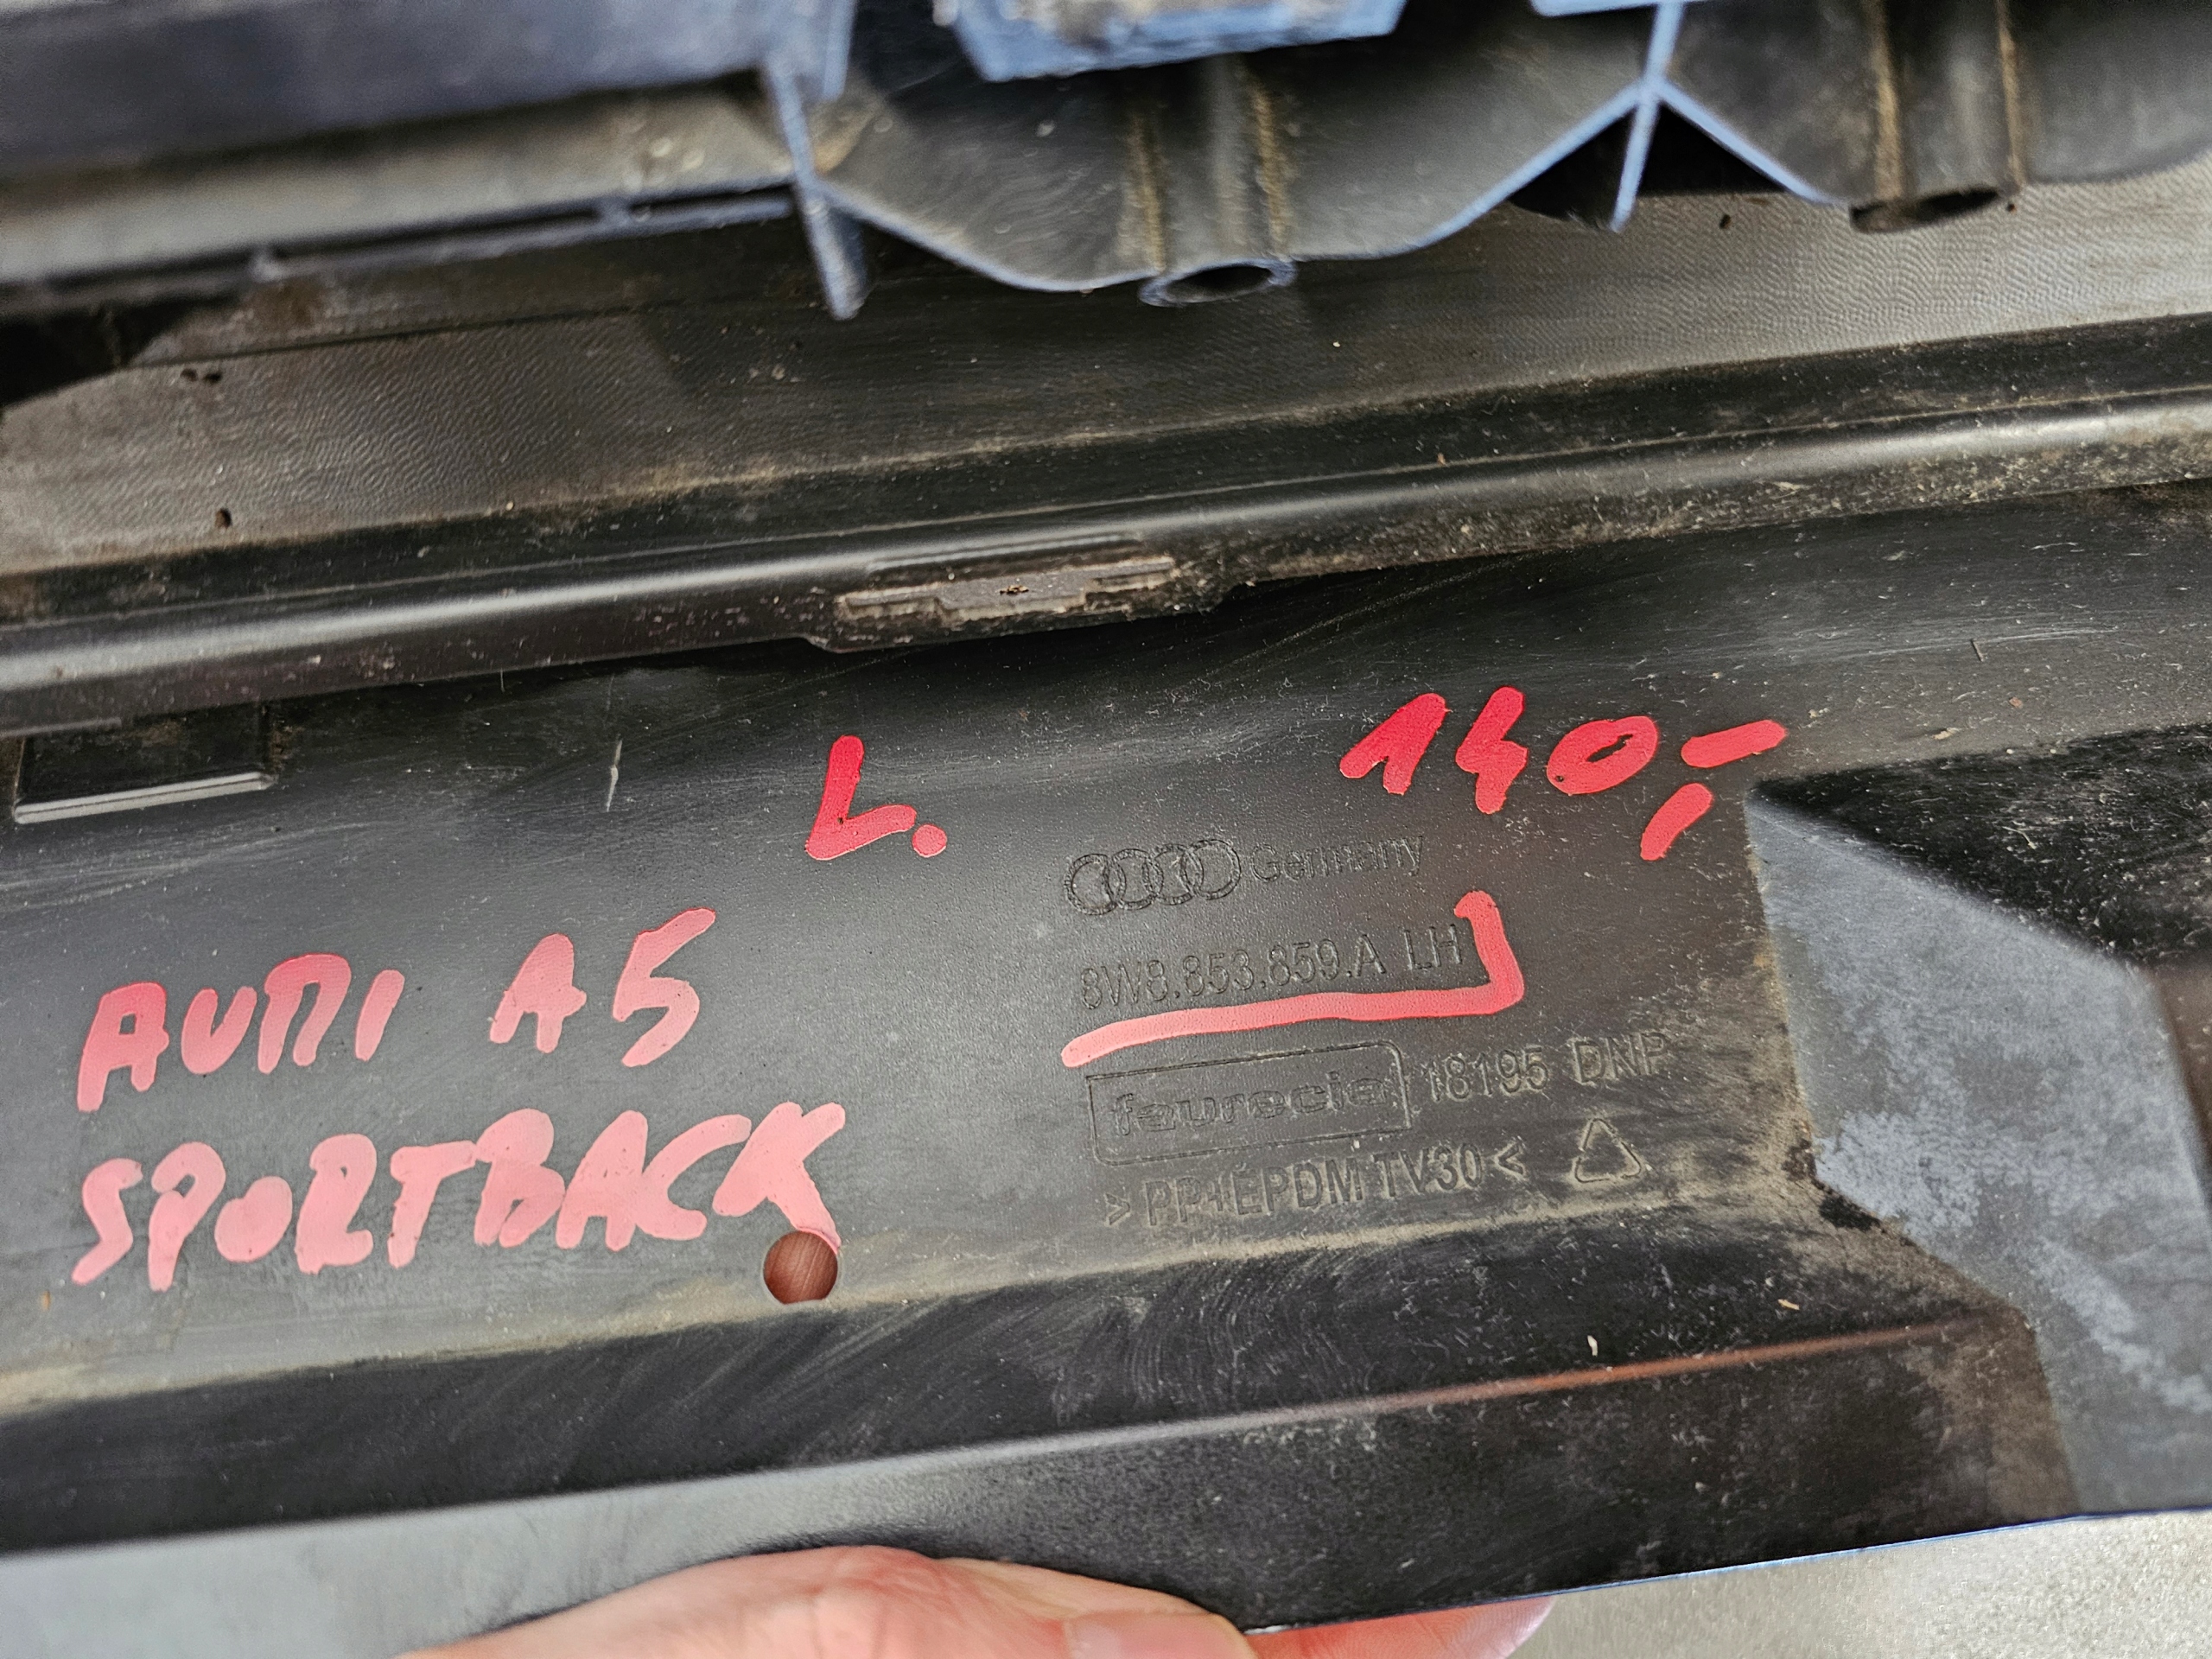 L.
140,-
Germany
8W8.853.859.A LH
AUDI A5
SPORTBACK
faurecia 18195 DNP
> PP+EPDM TV30 <